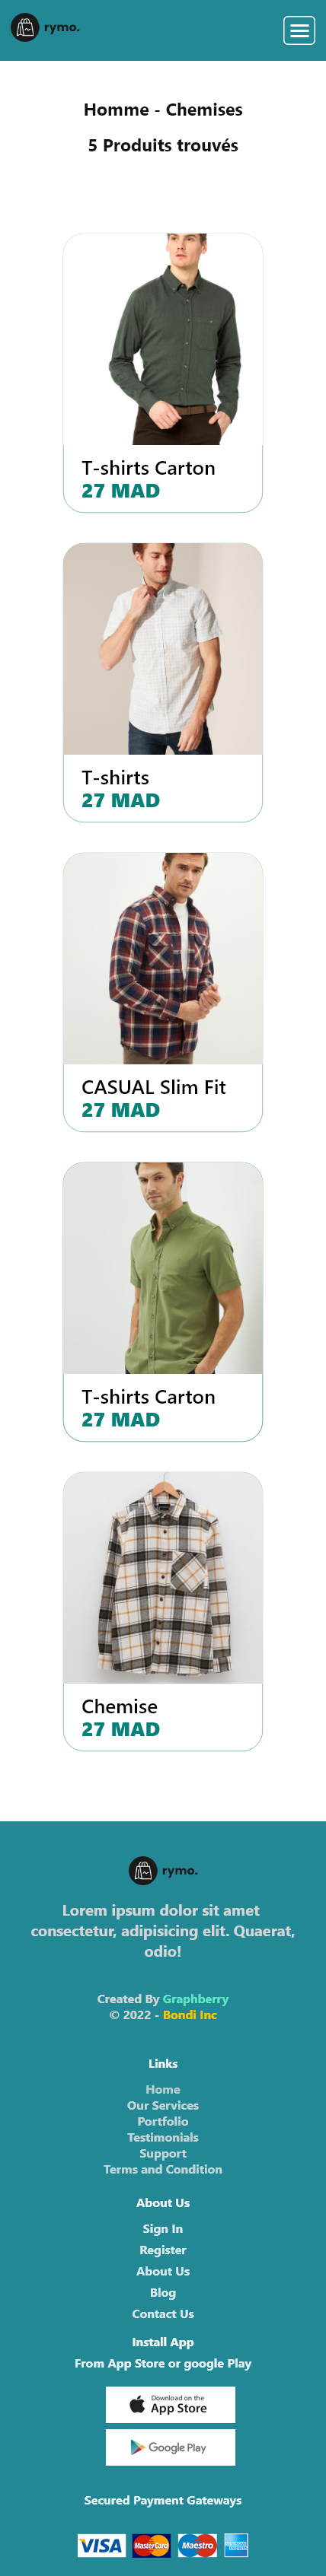 rymo.
Homme - Chemises
5 Produits trouvés
T-shirts Carton
27 MAD
T-shirts
27 MAD
CASUAL Slim Fit
27 MAD
T-shirts Carton
27 MAD
Chemise
27 MAD
rymo.
Lorem ipsum dolor sit amet
consectetur, adipisicing elit. Quaerat,
odio!
Created By Graphberry
© 2022 - Bondi Inc
Links
Home
Our Services
Portfolio
Testimonials
Support
Terms and Condition
About Us
Sign In
Register
About Us
Blog
Contact Us
Install App
From App Store or google Play
Download on the
App Store
Google Play
Secured Payment Gateways
VISA MasterCard Maestro